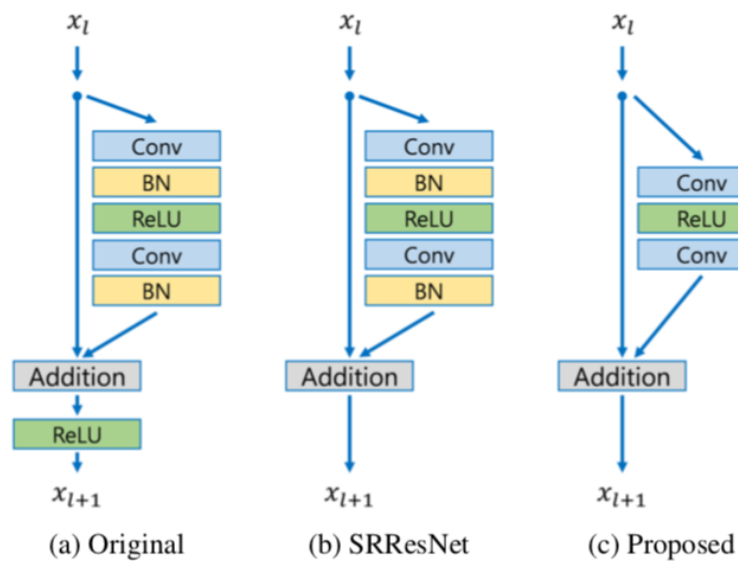 x_l
Conv
BN
ReLU
Conv
BN
Addition
ReLU
x_{l+1}
(a) Original
x_l
Conv
BN
ReLU
Conv
BN
Addition
x_{l+1}
(b) SRResNet
x_l
Conv
ReLU
Conv
Addition
x_{l+1}
(c) Proposed